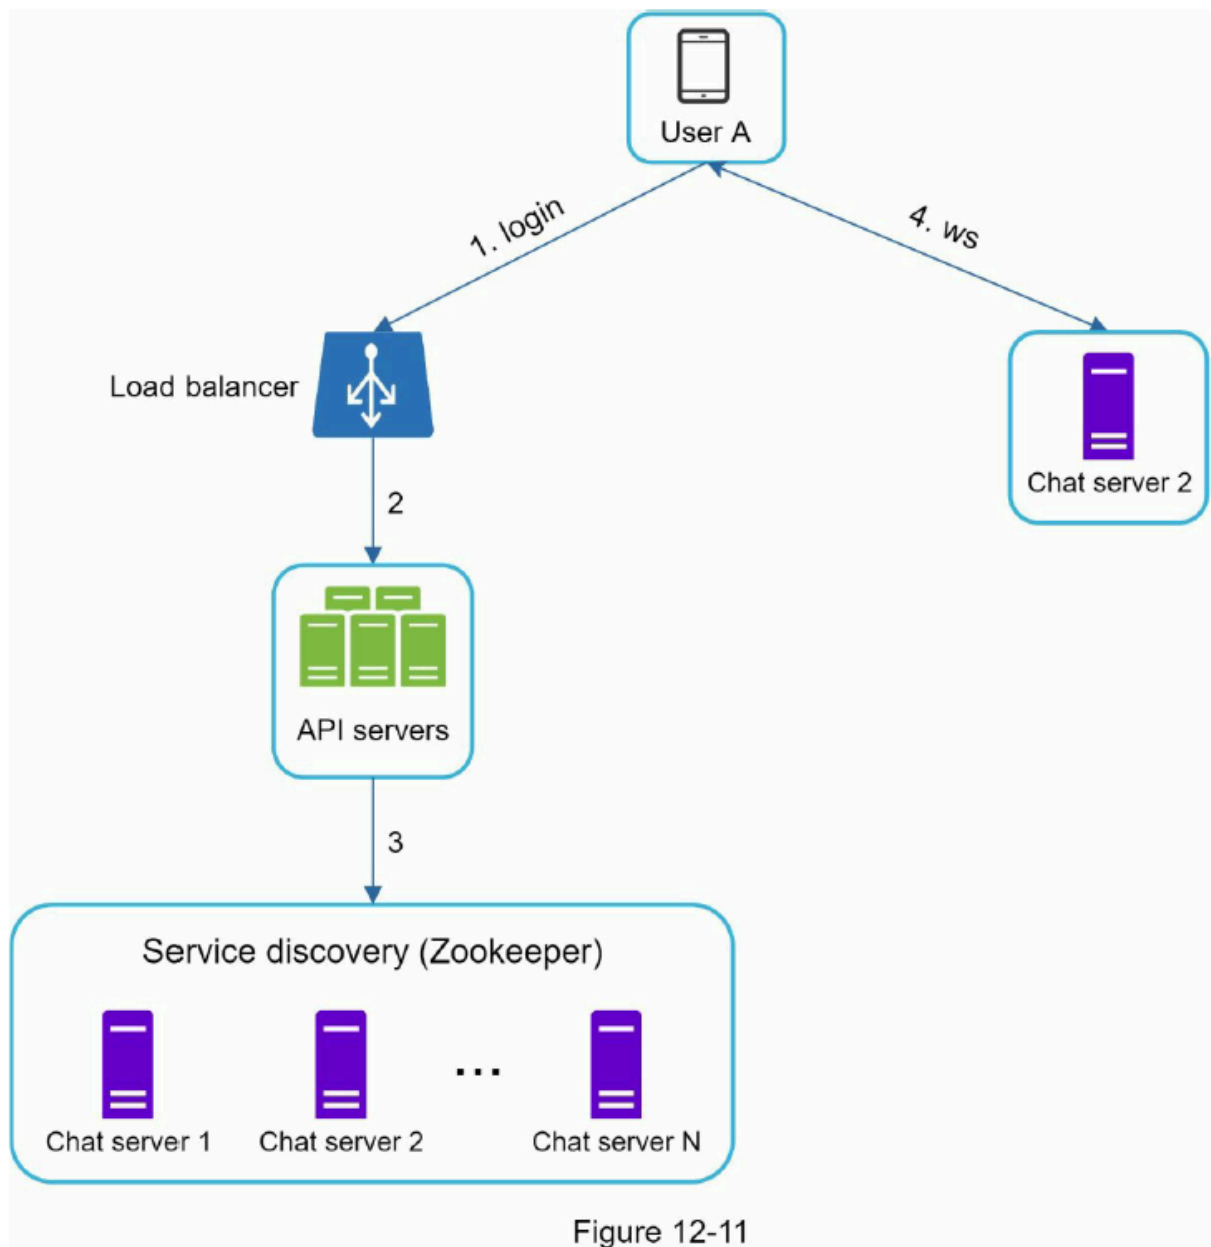 User A
1. login
4. ws
Load balancer
Chat server 2
2
API servers
3
Service discovery (Zookeeper)
...
Chat server 1
Chat server 2
Chat server N
Figure 12-11